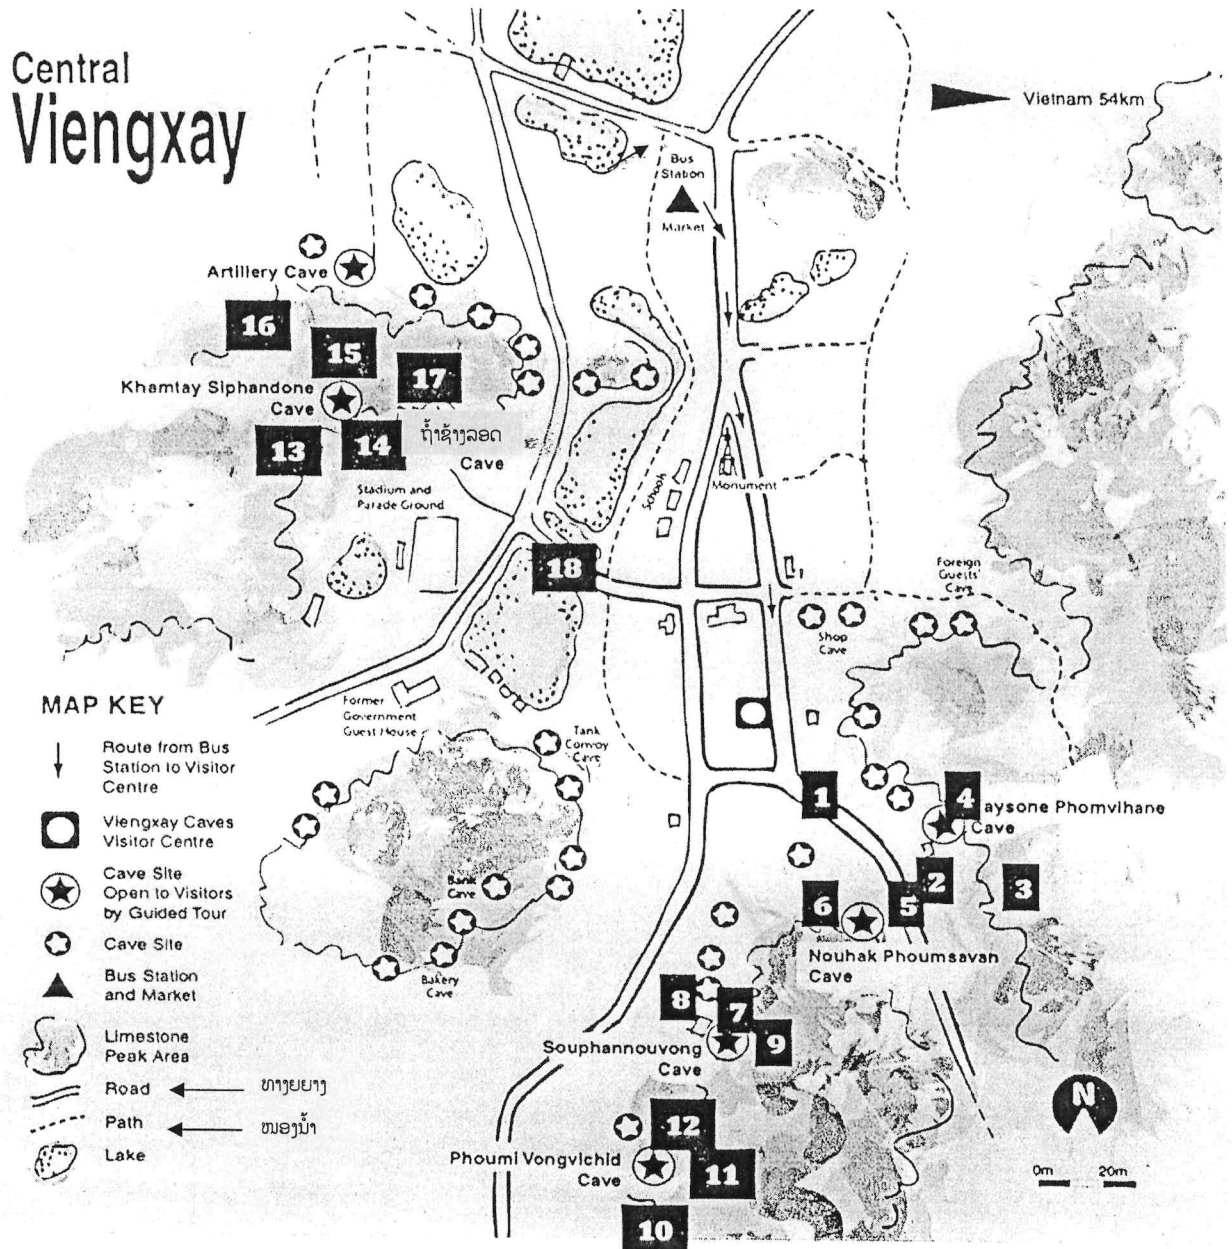 Central
Viengxay
Vietnam 54km
Bus
Station
Market
Artillery Cave
16
15
17
Khamtay Siphandone
Cave
13
14
ຖ້ຳຊ້າງລອດ
Cave
Stadium and
Parade Ground
Schools
Monument
18
Foreign
Guests'
Cave
Shop
Cave
Former
Government
Guest House
Tank
Convoy
Cave
1
4
aysone Phomvihane
Cave
2
3
5
6
Nouhak Phoumsavan
Cave
Bank
Cave
Bakery
Cave
8
7
9
Souphannouvong
Cave
12
Phoumi Vongvichid
Cave
11
10
N
0m 20m
MAP KEY
Route from Bus
Station to Visitor
Centre
Viengxay Caves
Visitor Centre
Cave Site
Open to Visitors
by Guided Tour
Cave Site
Bus Station
and Market
Limestone
Peak Area
Road
ທາງຢຍາງ
Path
ໜອງນ້ຳ
Lake